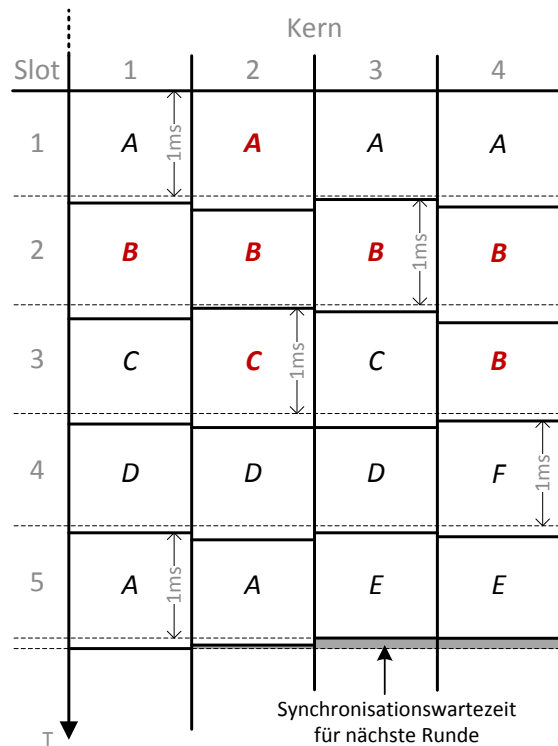 Kern
Slot 1 2 3 4
1 A 1ms A A A
2 B B B 1ms B
3 C C 1ms C B
4 D D D F 1ms
5 A 1ms A E E
Synchronisationswartezeit
für nächste Runde
T